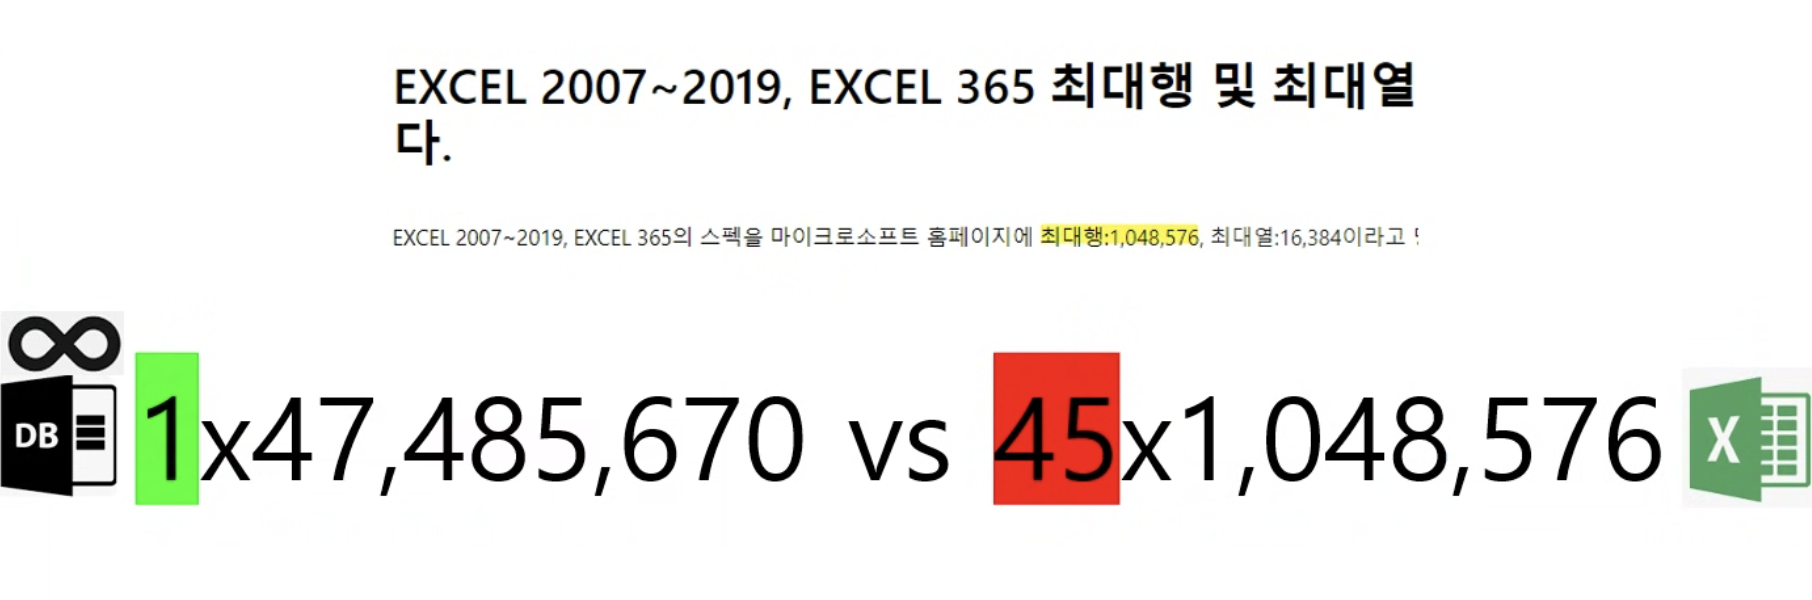 EXCEL 2007~2019, EXCEL 365 최대행 및 최대열
다.
EXCEL 2007~2019, EXCEL 365의 스펙을 마이크로소프트 홈페이지에 최대행:1,048,576, 최대열:16,384이라고
∞
DB 1x47,485,670 vs 45x1,048,576 X